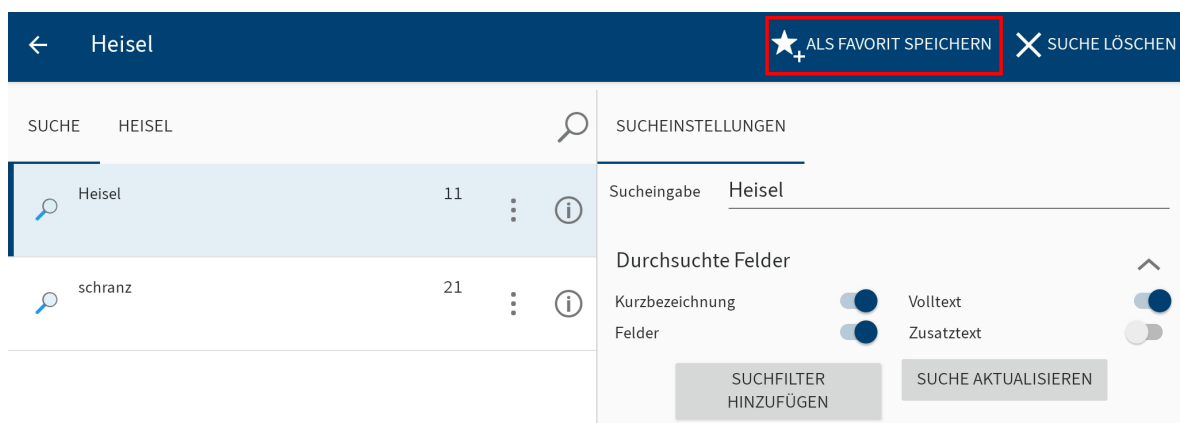 Heisel
ALS FAVORIT SPEICHERN
SUCHE LÖSCHEN
SUCHE HEISEL
Heisel 11
schranz 21
SUCHEINSTELLUNGEN
Sucheingabe Heisel
Durchsuchte Felder
Kurzbezeichnung Volltext
Felder Zusatztext
SUCHFILTER
HINZUFÜGEN
SUCHE AKTUALISIEREN